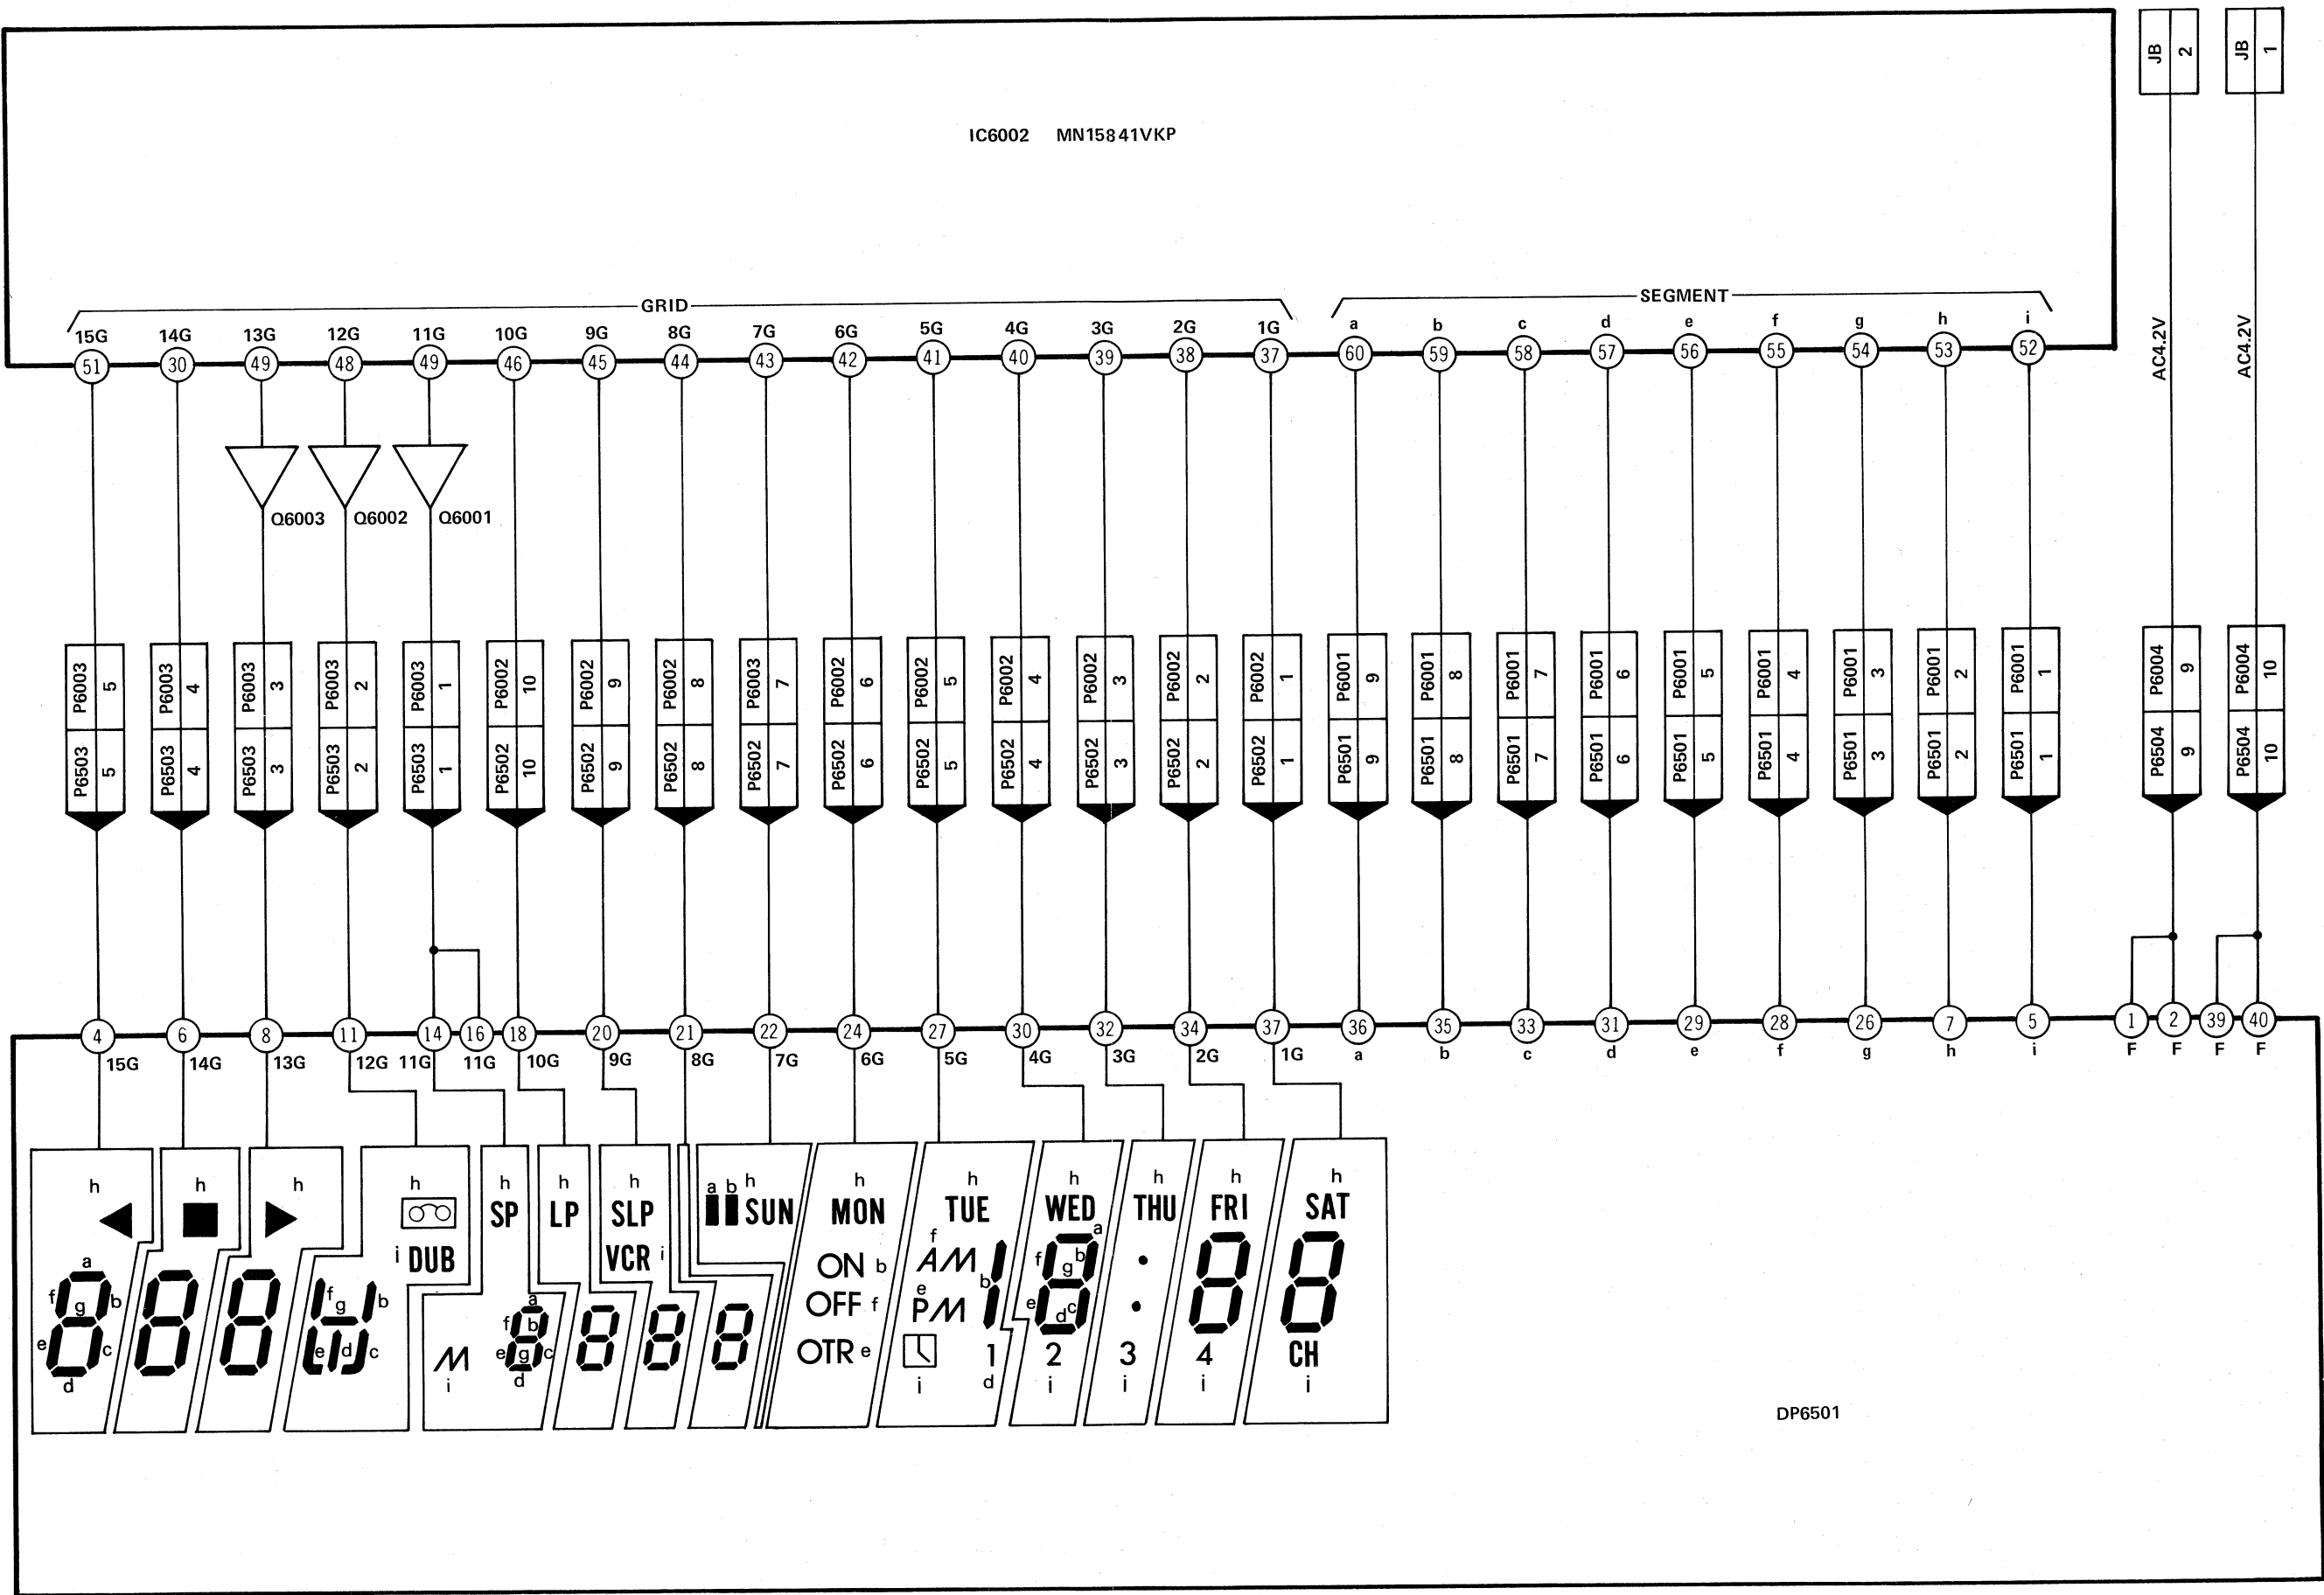 JB 2
JB 1
IC6002 MN15841VKP
GRID
SEGMENT
15G 14G 13G 12G 11G 10G 9G 8G 7G 6G 5G 4G 3G 2G 1G a b c d e f g h i
51 30 49 48 49 46 45 44 43 42 41 40 39 38 37 60 59 58 57 56 55 54 53 52
AC4.2V AC4.2V
Q6003 Q6002 Q6001
P6003 5 P6003 4 P6003 3 P6003 2 P6003 1 P6002 10 P6002 9 P6002 8 P6003 7 P6002 6 P6002 5 P6002 4 P6002 3 P6002 2 P6002 1 P6001 9 P6001 8 P6001 7 P6001 6 P6001 5 P6001 4 P6001 3 P6001 2 P6001 1 P6004 9 P6004 10
P6503 5 P6503 4 P6503 3 P6503 2 P6503 1 P6502 10 P6502 9 P6502 8 P6502 7 P6502 6 P6502 5 P6502 4 P6502 3 P6502 2 P6502 1 P6501 9 P6501 8 P6501 7 P6501 6 P6501 5 P6501 4 P6501 3 P6501 2 P6501 1 P6504 9 P6504 10
4 6 8 11 14 16 18 20 21 22 24 27 30 32 34 37 36 35 33 31 29 28 26 7 5 1 2 39 40
15G 14G 13G 12G 11G 11G 10G 9G 8G 7G 6G 5G 4G 3G 2G 1G a b c d e f g h i F F F F
h h h h h h h a b h h h h h h h
SP LP SLP SUN MON TUE WED THU FRI SAT
i DUB VCR i ON b f AM b a f b g
a f g b e c d
8 8 f g b e d c
OFF f e PM e d c
M i a f b e g c d 8 8 8
OTR e 1 2 3 4 CH
i d i i i i
: 8 8
DP6501